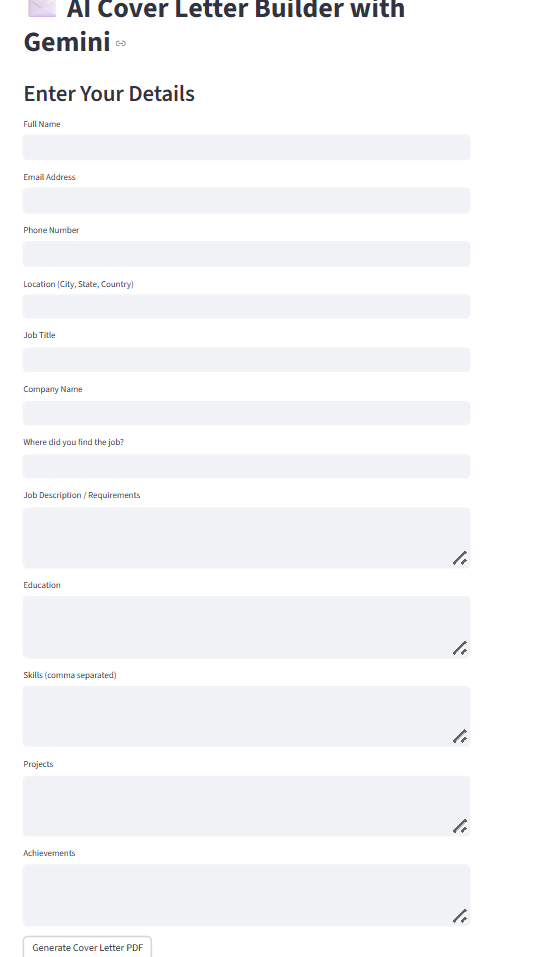 AI Cover Letter Builder with
Gemini
Enter Your Details
Full Name
Email Address
Phone Number
Location (City, State, Country)
Job Title
Company Name
Where did you find the job?
Job Description / Requirements
Education
Skills (comma separated)
Projects
Achievements
Generate Cover Letter PDF